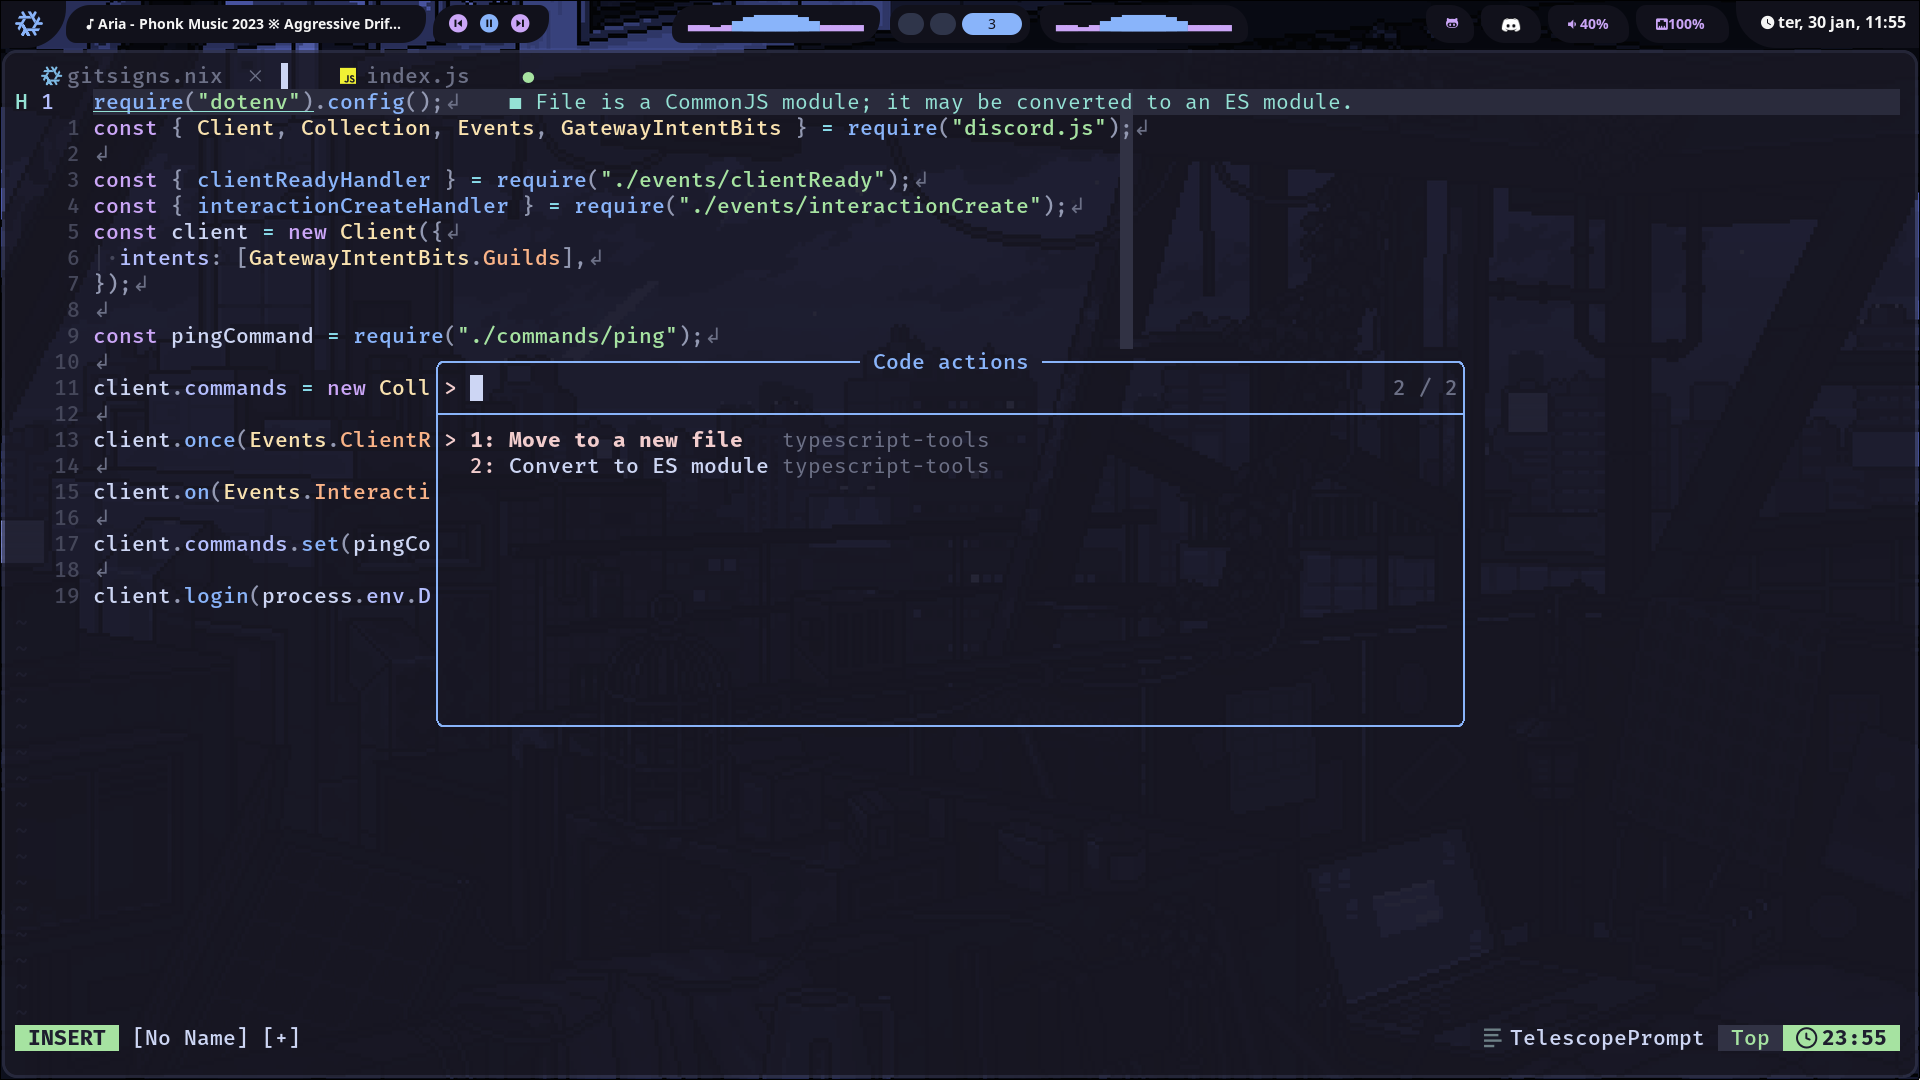 Aria - Phonk Music 2023 ※ Aggressive Drif...
3
40%
100%
ter, 30 jan, 11:55
gitsigns.nix
JS index.js
H 1 require("dotenv").config(); ■ File is a CommonJS module; it may be converted to an ES module.
1 const { Client, Collection, Events, GatewayIntentBits } = require("discord.js");
2
3 const { clientReadyHandler } = require("./events/clientReady");
4 const { interactionCreateHandler } = require("./events/interactionCreate");
5 const client = new Client({
6 intents: [GatewayIntentBits.Guilds],
7 });
8
9 const pingCommand = require("./commands/ping");
10
Code actions
11 client.commands = new Coll
> 2 / 2
12
13 client.once(Events.ClientR
> 1: Move to a new file typescript-tools
14
2: Convert to ES module typescript-tools
15 client.on(Events.Interacti
16
17 client.commands.set(pingCo
18
19 client.login(process.env.D
INSERT [No Name] [+]
TelescopePrompt Top 23:55